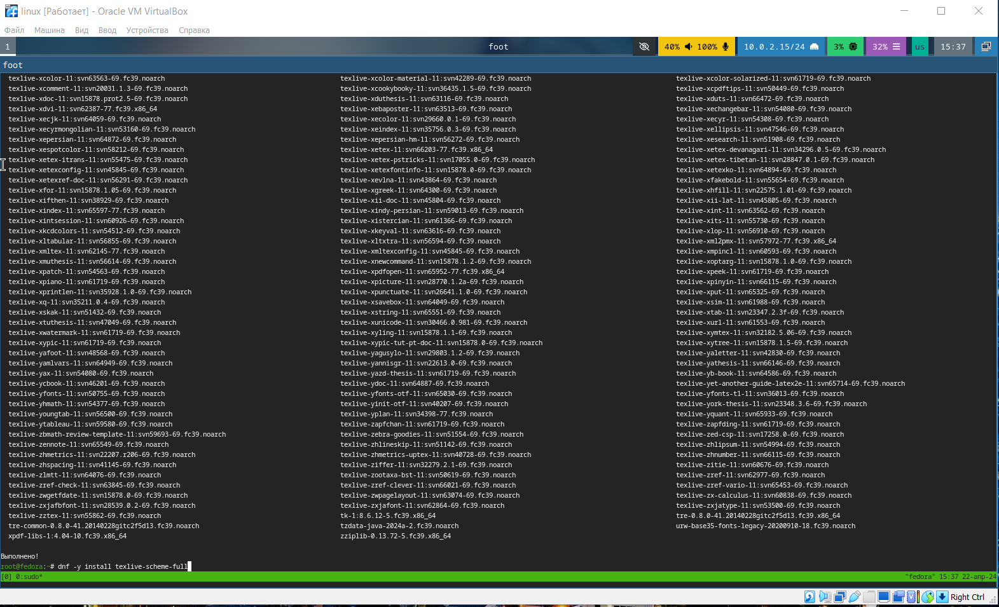 linux [Работает] - Oracle VM VirtualBox
Файл Машина Вид Ввод Устройства Справка
1 foot 40% 100% 10.0.2.15/24 3% 32% us 15:37
foot
texlive-xcolor-11:svn63563-69.fc39.noarch texlive-xcolor-material-11:svn42289-69.fc39.noarch texlive-xcolor-solarized-11:svn61719-69.fc39.noarch
texlive-xcomment-11:svn20031.1.3-69.fc39.noarch texlive-xcookybooky-11:svn36435.1.5-69.fc39.noarch texlive-xcpdftips-11:svn50449-69.fc39.noarch
texlive-xdoc-11:svn15878.prot2.5-69.fc39.noarch texlive-xduthesis-11:svn63116-69.fc39.noarch texlive-xduts-11:svn66472-69.fc39.noarch
texlive-xdvi-11:svn62387-77.fc39.x86_64 texlive-xebaposter-11:svn63513-69.fc39.noarch texlive-xechangebar-11:svn54080-69.fc39.noarch
texlive-xecjk-11:svn64059-69.fc39.noarch texlive-xecolor-11:svn29660.0.1-69.fc39.noarch texlive-xecyr-11:svn54308-69.fc39.noarch
texlive-xecyrmongolian-11:svn53160-69.fc39.noarch texlive-xeindex-11:svn35756.0.3-69.fc39.noarch texlive-xellipsis-11:svn47546-69.fc39.noarch
texlive-xepersian-11:svn64872-69.fc39.noarch texlive-xepersian-hm-11:svn56272-69.fc39.noarch texlive-xesearch-11:svn51908-69.fc39.noarch
texlive-xespotcolor-11:svn58212-69.fc39.noarch texlive-xetex-11:svn66203-77.fc39.x86_64 texlive-xetex-devanagari-11:svn34296.0.5-69.fc39.noarch
texlive-xetex-itrans-11:svn55475-69.fc39.noarch texlive-xetex-pstricks-11:svn17055.0-69.fc39.noarch texlive-xetex-tibetan-11:svn28847.0.1-69.fc39.noarch
texlive-xetexconfig-11:svn45845-69.fc39.noarch texlive-xetexfontinfo-11:svn15878.0-69.fc39.noarch texlive-xetexko-11:svn64894-69.fc39.noarch
texlive-xetexref-doc-11:svn56291-69.fc39.noarch texlive-xevlna-11:svn43864-69.fc39.noarch texlive-xfakebold-11:svn55654-69.fc39.noarch
texlive-xfor-11:svn15878.1.05-69.fc39.noarch texlive-xgreek-11:svn64300-69.fc39.noarch texlive-xhfill-11:svn22575.1.01-69.fc39.noarch
texlive-xifthen-11:svn38929-69.fc39.noarch texlive-xii-doc-11:svn45804-69.fc39.noarch texlive-xii-lat-11:svn45805-69.fc39.noarch
texlive-xindex-11:svn65597-77.fc39.noarch texlive-xindy-persian-11:svn59013-69.fc39.noarch texlive-xint-11:svn63562-69.fc39.noarch
texlive-xintsession-11:svn60926-69.fc39.noarch texlive-xistercian-11:svn61366-69.fc39.noarch texlive-xits-11:svn55730-69.fc39.noarch
texlive-xkcdcolors-11:svn54512-69.fc39.noarch texlive-xkeyval-11:svn63616-69.fc39.noarch texlive-xlop-11:svn56910-69.fc39.noarch
texlive-xltabular-11:svn56855-69.fc39.noarch texlive-xltxtra-11:svn56594-69.fc39.noarch texlive-xml2pmx-11:svn57972-77.fc39.x86_64
texlive-xmltex-11:svn62145-77.fc39.noarch texlive-xmltexconfig-11:svn45845-69.fc39.noarch texlive-xmpincl-11:svn60593-69.fc39.noarch
texlive-xmuthesis-11:svn56614-69.fc39.noarch texlive-xnewcommand-11:svn15878.1.2-69.fc39.noarch texlive-xoptarg-11:svn15878.1.0-69.fc39.noarch
texlive-xpatch-11:svn54563-69.fc39.noarch texlive-xpdfopen-11:svn65952-77.fc39.x86_64 texlive-xpeek-11:svn61719-69.fc39.noarch
texlive-xpiano-11:svn61719-69.fc39.noarch texlive-xpicture-11:svn28770.1.2a-69.fc39.noarch texlive-xpinyin-11:svn66115-69.fc39.noarch
texlive-xprintlen-11:svn35928.1.0-69.fc39.noarch texlive-xpunctuate-11:svn26641.1.0-69.fc39.noarch texlive-xput-11:svn65325-69.fc39.noarch
texlive-xq-11:svn35211.0.4-69.fc39.noarch texlive-xsavebox-11:svn64049-69.fc39.noarch texlive-xsim-11:svn61988-69.fc39.noarch
texlive-xskak-11:svn51432-69.fc39.noarch texlive-xstring-11:svn65551-69.fc39.noarch texlive-xtab-11:svn23347.2.3f-69.fc39.noarch
texlive-xtuthesis-11:svn47049-69.fc39.noarch texlive-xunicode-11:svn30466.0.981-69.fc39.noarch texlive-xurl-11:svn61553-69.fc39.noarch
texlive-xwatermark-11:svn61719-69.fc39.noarch texlive-xyling-11:svn15878.1.1-69.fc39.noarch texlive-xymtex-11:svn32182.5.06-69.fc39.noarch
texlive-xypic-11:svn61719-69.fc39.noarch texlive-xypic-tut-pt-doc-11:svn15878.0-69.fc39.noarch texlive-xytree-11:svn15878.1.5-69.fc39.noarch
texlive-yafoot-11:svn48568-69.fc39.noarch texlive-yagusylo-11:svn29803.1.2-69.fc39.noarch texlive-yaletter-11:svn42830-69.fc39.noarch
texlive-yamlvars-11:svn64949-69.fc39.noarch texlive-yannisgr-11:svn22613.0-69.fc39.noarch texlive-yathesis-11:svn66146-69.fc39.noarch
texlive-yax-11:svn54080-69.fc39.noarch texlive-yazd-thesis-11:svn61719-69.fc39.noarch texlive-yb-book-11:svn64586-69.fc39.noarch
texlive-ycbook-11:svn46201-69.fc39.noarch texlive-ydoc-11:svn64887-69.fc39.noarch texlive-yet-another-guide-latex2e-11:svn65714-69.fc39.noarch
texlive-yfonts-11:svn50755-69.fc39.noarch texlive-yfonts-otf-11:svn65030-69.fc39.noarch texlive-yfonts-t1-11:svn36013-69.fc39.noarch
texlive-yhmath-11:svn54377-69.fc39.noarch texlive-yinit-otf-11:svn40207-69.fc39.noarch texlive-york-thesis-11:svn23348.3.6-69.fc39.noarch
texlive-youngtab-11:svn56500-69.fc39.noarch texlive-yplan-11:svn34398-77.fc39.noarch texlive-yquant-11:svn65933-69.fc39.noarch
texlive-ytableau-11:svn59580-69.fc39.noarch texlive-zapfchan-11:svn61719-69.fc39.noarch texlive-zapfding-11:svn61719-69.fc39.noarch
texlive-zbmath-review-template-11:svn59693-69.fc39.noarch texlive-zebra-goodies-11:svn51554-69.fc39.noarch texlive-zed-csp-11:svn17258.0-69.fc39.noarch
texlive-zennote-11:svn65549-69.fc39.noarch texlive-zhlineskip-11:svn51142-69.fc39.noarch texlive-zhlipsum-11:svn54994-69.fc39.noarch
texlive-zhmetrics-11:svn22207.r206-69.fc39.noarch texlive-zhmetrics-uptex-11:svn40728-69.fc39.noarch texlive-zhnumber-11:svn66115-69.fc39.noarch
texlive-zhspacing-11:svn41145-69.fc39.noarch texlive-ziffer-11:svn32279.2.1-69.fc39.noarch texlive-zitie-11:svn60676-69.fc39.noarch
texlive-zlmtt-11:svn64076-69.fc39.noarch texlive-zootaxa-bst-11:svn50619-69.fc39.noarch texlive-zref-11:svn62977-69.fc39.noarch
texlive-zref-check-11:svn63845-69.fc39.noarch texlive-zref-clever-11:svn66021-69.fc39.noarch texlive-zref-vario-11:svn65453-69.fc39.noarch
texlive-zwgetfdate-11:svn15878.0-69.fc39.noarch texlive-zwpagelayout-11:svn63074-69.fc39.noarch texlive-zx-calculus-11:svn60838-69.fc39.noarch
texlive-zxjafbfont-11:svn28539.0.2-69.fc39.noarch texlive-zxjafont-11:svn62864-69.fc39.noarch texlive-zxjatype-11:svn53500-69.fc39.noarch
texlive-zztex-11:svn55862-69.fc39.noarch tk-1:8.6.12-5.fc39.x86_64 tre-0.8.0-41.20140228gitc2f5d13.fc39.x86_64
tre-common-0.8.0-41.20140228gitc2f5d13.fc39.noarch tzdata-java-2024a-2.fc39.noarch urw-base35-fonts-legacy-20200910-18.fc39.noarch
xpdf-libs-1:4.04-10.fc39.x86_64 zziplib-0.13.72-5.fc39.x86_64
Выполнено!
root@fedora:~# dnf -y install texlive-scheme-full
[0] 0:sudo* "fedora" 15:37 22-апр-24
Right Ctrl